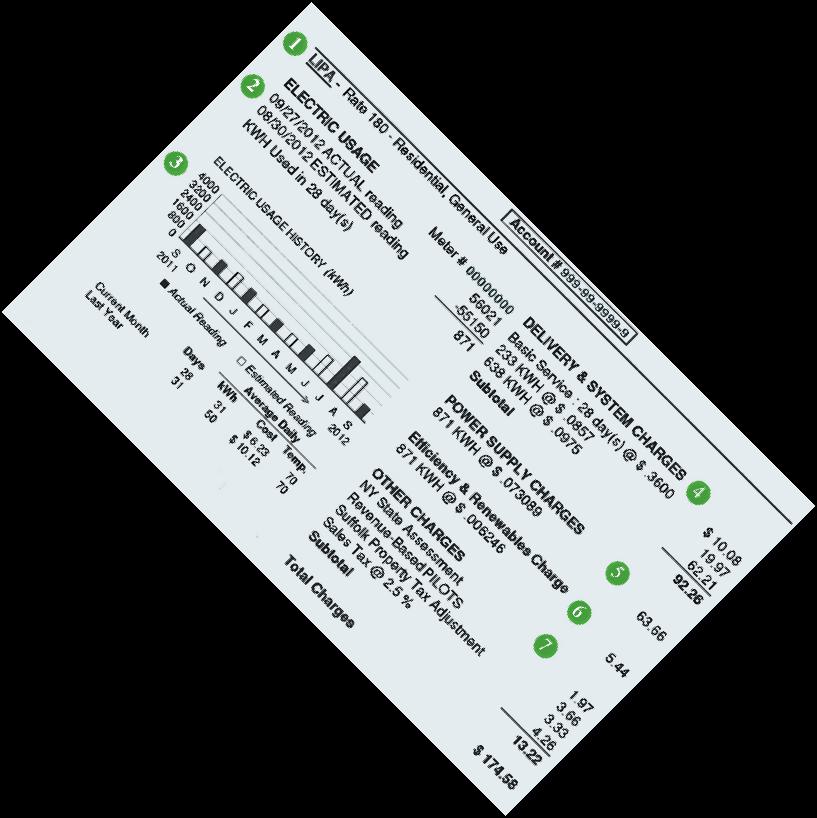 1 LIPA - Rate 180 - Residential, General Use
Account # 999-99-9999-9
2 ELECTRIC USAGE
Meter # 00000000
09/27/2012 ACTUAL reading 56021
08/30/2012 ESTIMATED reading -55150
KWH Used in 28 day(s) 871
3 ELECTRIC USAGE HISTORY (kWh)
4000
3200
2400
1600
800
0
S O N D J F M A M J J A S
2011 2012
Actual Reading Estimated Reading
Average Daily
Days kWh Cost Temp.
Current Month 28 31 $ 6.23 70
Last Year 31 50 $ 10.12 70
DELIVERY & SYSTEM CHARGES 4
Basic Service : 28 day(s) @ $ .3600 $ 10.08
233 KWH @ $ .0857 19.97
638 KWH @ $ .0975 62.21
Subtotal 92.26
POWER SUPPLY CHARGES 5
871 KWH @ $ .073089 63.66
Efficiency & Renewables Charge 6
871 KWH @ $ .006246 5.44
OTHER CHARGES 7
NY State Assessment 1.97
Revenue-Based PILOTS 3.66
Suffolk Property Tax Adjustment 3.33
Sales Tax @ 2.5 % 4.26
Subtotal 13.22
Total Charges $ 174.58